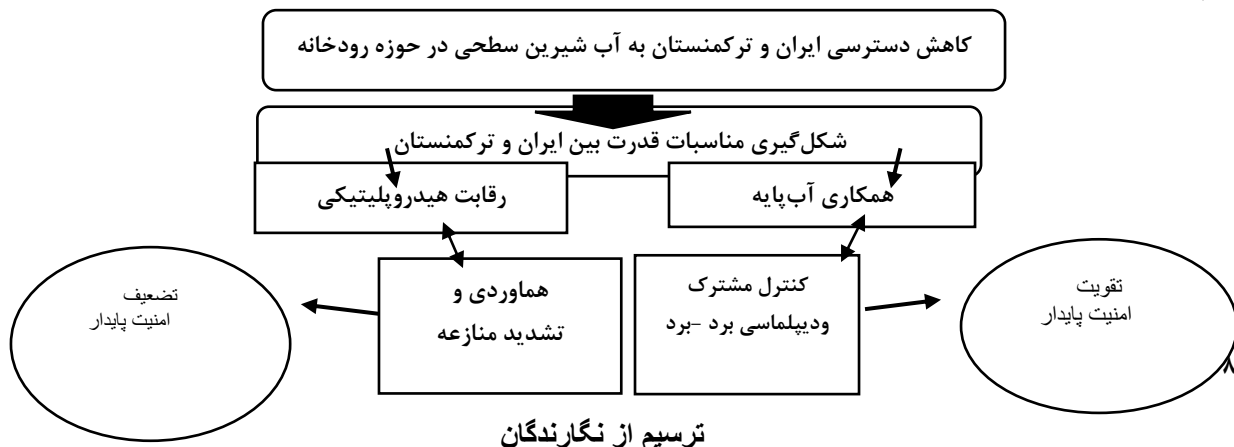 کاهش دسترسی ایران و ترکمنستان به آب شیرین سطحی در حوزه رودخانه
شکل‌گیری مناسبات قدرت بین ایران و ترکمنستان
همکاری آب‌پایه
رقابت هیدروپلیتیکی
تقویت
امنیت پایدار
کنترل مشترک
ودیپلماسی برد –برد
هماوردی و
تشدید منازعه
تضعیف
امنیت پایدار
ترسیم از نگارندگان